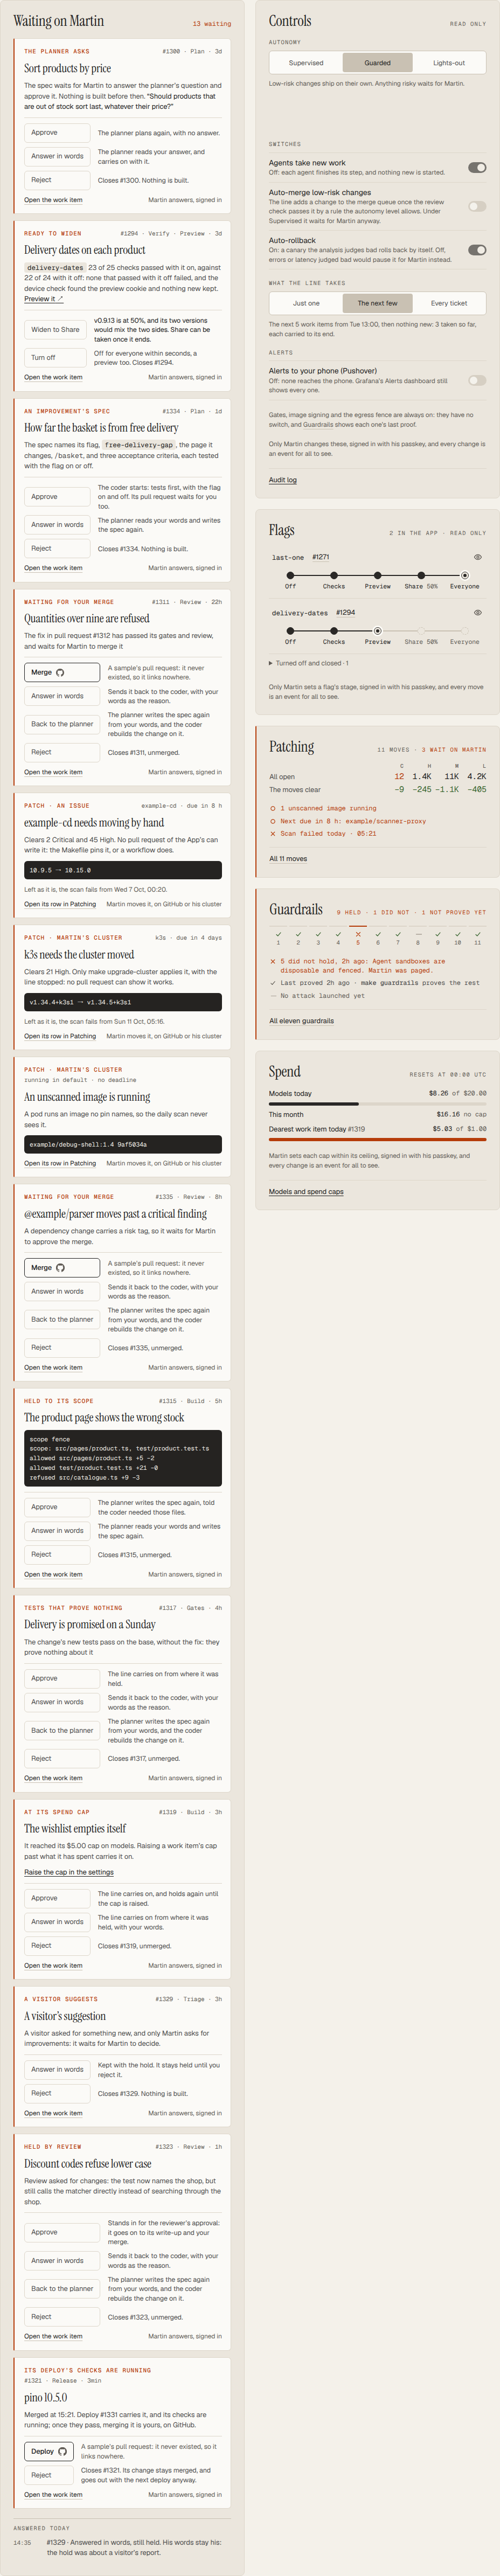 Waiting on Martin
13 waiting
THE PLANNER ASKS
#1300 · Plan · 3d
Sort products by price
The spec waits for Martin to answer the planner's question and
approve it. Nothing is built before then. “Should products that
are out of stock sort last, whatever their price?”
Approve
The planner plans again, with no answer.
Answer in words
The planner reads your answer, and
carries on with it.
Reject
Closes #1300. Nothing is built.
Open the work item
Martin answers, signed in
READY TO WIDEN
#1294 · Verify · Preview · 3d
Delivery dates on each product
delivery-dates 23 of 25 checks passed with it on, against
22 of 24 with it off: none that passed with it off failed, and the
device check found the preview cookie and nothing new kept.
Preview it ↗
Widen to Share
v0.9.13 is at 50%, and its two versions
would mix the two sides. Share can be
taken once it ends.
Turn off
Off for everyone within seconds, a
preview too. Closes #1294.
Open the work item
Martin answers, signed in
AN IMPROVEMENT'S SPEC
#1334 · Plan · 1d
How far the basket is from free delivery
The spec names its flag, free-delivery-gap, the page it
changes, /basket, and three acceptance criteria, each tested
with the flag on or off.
Approve
The coder starts: tests first, with the flag
on and off. Its pull request waits for you
too.
Answer in words
The planner reads your words and writes
the spec again.
Reject
Closes #1334. Nothing is built.
Open the work item
Martin answers, signed in
WAITING FOR YOUR MERGE
#1311 · Review · 22h
Quantities over nine are refused
The fix in pull request #1312 has passed its gates and review,
and waits for Martin to merge it
Merge
A sample's pull request: it never
existed, so it links nowhere.
Answer in words
Sends it back to the coder, with your
words as the reason.
Back to the planner
The planner writes the spec again
from your words, and the coder
rebuilds the change on it.
Reject
Closes #1311, unmerged.
Open the work item
Martin answers, signed in
PATCH · AN ISSUE
example-cd · due in 8 h
example-cd needs moving by hand
Clears 2 Critical and 45 High. No pull request of the App's can
write it: the Makefile pins it, or a workflow does.
10.9.5 → 10.15.0
Left as it is, the scan fails from Wed 7 Oct, 00:20.
Open its row in Patching
Martin moves it, on GitHub or his cluster
PATCH · MARTIN'S CLUSTER
k3s · due in 4 days
k3s needs the cluster moved
Clears 21 High. Only make upgrade-cluster applies it, with the
line stopped: no pull request can show it works.
v1.34.4+k3s1 → v1.34.5+k3s1
Left as it is, the scan fails from Sun 11 Oct, 05:16.
Open its row in Patching
Martin moves it, on GitHub or his cluster
PATCH · MARTIN'S CLUSTER
running in default · no deadline
An unscanned image is running
A pod runs an image no pin names, so the daily scan never
sees it.
example/debug-shell:1.4 9af5034a
Open its row in Patching
Martin moves it, on GitHub or his cluster
WAITING FOR YOUR MERGE
#1335 · Review · 8h
@example/parser moves past a critical finding
A dependency change carries a risk tag, so it waits for Martin
to approve the merge.
Merge
A sample's pull request: it never
existed, so it links nowhere.
Answer in words
Sends it back to the coder, with your
words as the reason.
Back to the planner
The planner writes the spec again
from your words, and the coder
rebuilds the change on it.
Reject
Closes #1335, unmerged.
Open the work item
Martin answers, signed in
HELD TO ITS SCOPE
#1315 · Build · 5h
The product page shows the wrong stock
scope fence
scope: src/pages/product.ts, test/product.test.ts
allowed src/pages/product.ts +5 −2
allowed test/product.test.ts +21 −0
refused src/catalogue.ts +9 −3
Approve
The planner writes the spec again, told
the coder needed those files.
Answer in words
The planner reads your words and writes
the spec again.
Reject
Closes #1315, unmerged.
Open the work item
Martin answers, signed in
TESTS THAT PROVE NOTHING
#1317 · Gates · 4h
Delivery is promised on a Sunday
The change's new tests pass on the base, without the fix: they
prove nothing about it
Approve
The line carries on from where it was
held.
Answer in words
Sends it back to the coder, with your
words as the reason.
Back to the planner
The planner writes the spec again
from your words, and the coder
rebuilds the change on it.
Reject
Closes #1317, unmerged.
Open the work item
Martin answers, signed in
AT ITS SPEND CAP
#1319 · Build · 3h
The wishlist empties itself
It reached its $5.00 cap on models. Raising a work item's cap
past what it has spent carries it on.
Raise the cap in the settings
Approve
The line carries on, and holds again until
the cap is raised.
Answer in words
The line carries on from where it was
held, with your words.
Reject
Closes #1319, unmerged.
Open the work item
Martin answers, signed in
A VISITOR SUGGESTS
#1329 · Triage · 3h
A visitor's suggestion
A visitor asked for something new, and only Martin asks for
improvements: it waits for Martin to decide.
Answer in words
Kept with the hold. It stays held until you
reject it.
Reject
Closes #1329. Nothing is built.
Open the work item
Martin answers, signed in
HELD BY REVIEW
#1323 · Review · 1h
Discount codes refuse lower case
Review asked for changes: the test now names the shop, but
still calls the matcher directly instead of searching through the
shop.
Approve
Stands in for the reviewer's approval:
it goes on to its write-up and your
merge.
Answer in words
Sends it back to the coder, with your
words as the reason.
Back to the planner
The planner writes the spec again
from your words, and the coder
rebuilds the change on it.
Reject
Closes #1323, unmerged.
Open the work item
Martin answers, signed in
ITS DEPLOY'S CHECKS ARE RUNNING
#1321 · Release · 3min
pino 10.5.0
Merged at 15:21. Deploy #1331 carries it, and its checks are
running; once they pass, merging it is yours, on GitHub.
Deploy
A sample's pull request: it never existed, so it
links nowhere.
Reject
Closes #1321. Its change stays merged, and
goes out with the next deploy anyway.
Open the work item
Martin answers, signed in
ANSWERED TODAY
14:35
#1329 · Answered in words, still held. His words stay his:
the hold was about a visitor's report.
Controls
READ ONLY
AUTONOMY
Supervised
Guarded
Lights-out
Low-risk changes ship on their own. Anything risky waits for Martin.
SWITCHES
Agents take new work
Off: each agent finishes its step, and nothing new is started.
Auto-merge low-risk changes
The line adds a change to the merge queue once the review
check passes it by a rule the autonomy level allows. Under
Supervised it waits for Martin anyway.
Auto-rollback
On: a canary the analysis judged bad rolls back by itself. Off,
errors or latency judged bad would pause it for Martin instead.
WHAT THE LINE TAKES
Just one
The next few
Every ticket
The next 5 work items from Tue 13:00, then nothing new: 3 taken so far,
each carried to its end.
ALERTS
Alerts to your phone (Pushover)
Off: none reaches the phone. Grafana's Alerts dashboard still
shows every one.
Gates, image signing and the egress fence are always on: they have no
switch, and Guardrails shows each one's last proof.
Only Martin changes these, signed in with his passkey, and every change is
an event for all to see.
Audit log
Flags
2 IN THE APP · READ ONLY
last-one #1271
Off
Checks
Preview
Share 50%
Everyone
delivery-dates #1294
Off
Checks
Preview
Share 50%
Everyone
▸ Turned off and closed · 1
Only Martin sets a flag's stage, signed in with his passkey, and every move
is an event for all to see.
Patching
11 MOVES · 3 WAIT ON MARTIN
C H M L
All open 12 1.4K 11K 4.2K
The moves clear −9 −245 −1.1K −405
1 unscanned image running
Next due in 8 h: example/scanner-proxy
Scan failed today · 05:21
All 11 moves
Guardrails
9 HELD · 1 DID NOT · 1 NOT PROVED YET
1 2 3 4 5 6 7 8 9 10 11
5 did not hold, 2h ago: Agent sandboxes are
disposable and fenced. Martin was paged.
Last proved 2h ago · make guardrails proves the rest
No attack launched yet
All eleven guardrails
Spend
RESETS AT 00:00 UTC
Models today
$8.26 of $20.00
This month
$16.16 no cap
Dearest work item today #1319
$5.03 of $1.00
Martin sets each cap within its ceiling, signed in with his passkey, and
every change is an event for all to see.
Models and spend caps